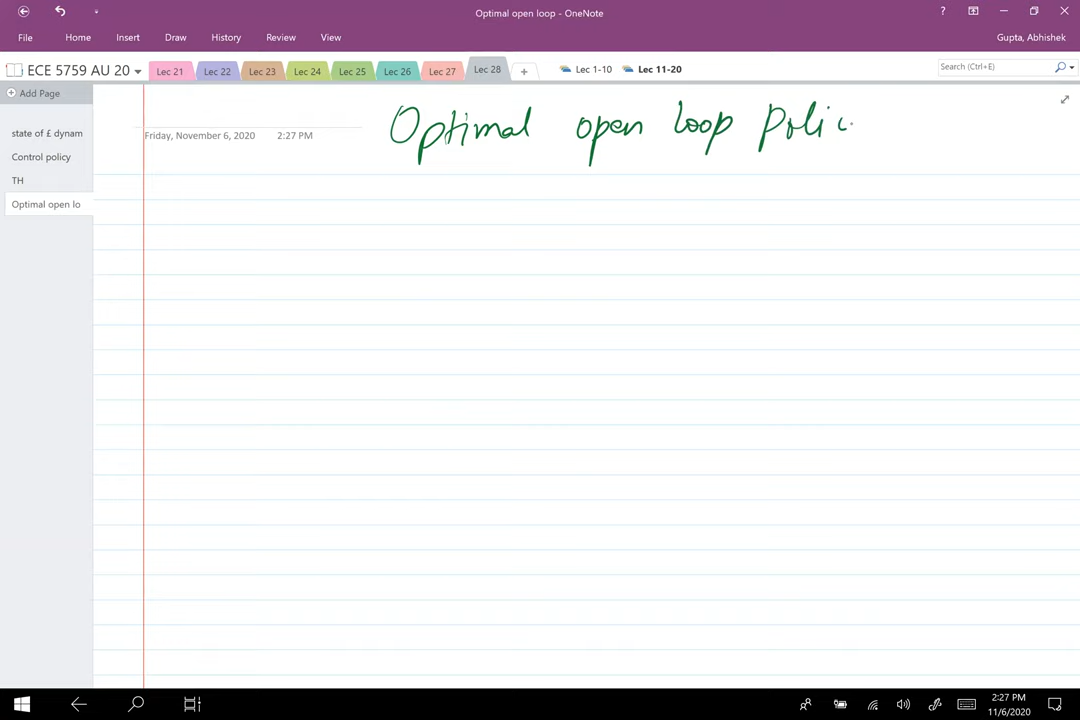 Optimal open loop - OneNote
?
File Home Insert Draw History Review View
Gupta, Abhishek
ECE 5759 AU 20
Lec 21 Lec 22 Lec 23 Lec 24 Lec 25 Lec 26 Lec 27 Lec 28 + Lec 1-10 Lec 11-20
Search (Ctrl+E)
Add Page
state of £ dynam
Control policy
TH
Optimal open lo
Friday, November 6, 2020 2:27 PM
Optimal open loop Polic
2:27 PM
11/6/2020